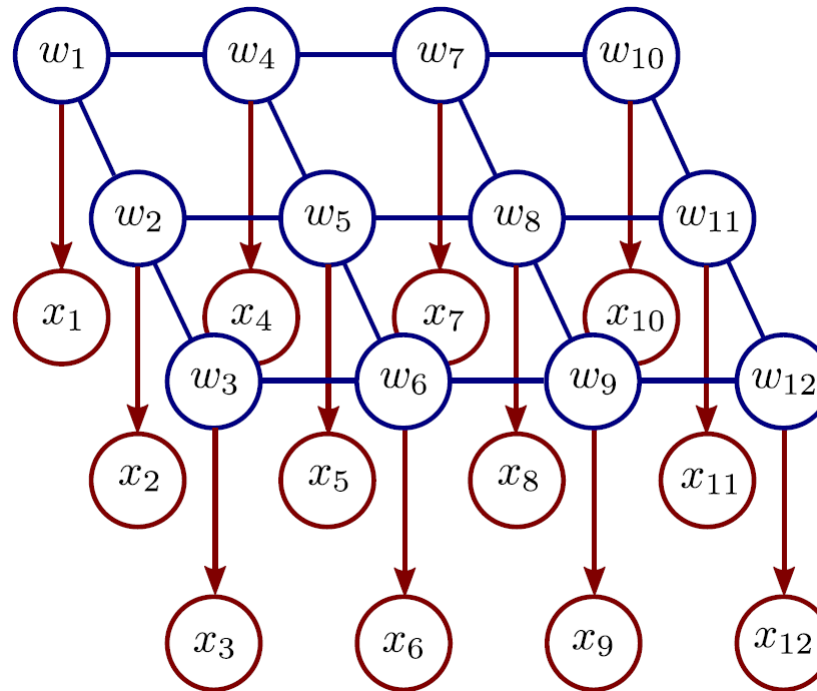 w₁ w₄ w₇ w₁₀
w₂ w₅ w₈ w₁₁
x₁ x₄ x₇ x₁₀
w₃ w₆ w₉ w₁₂
x₂ x₅ x₈ x₁₁
x₃ x₆ x₉ x₁₂